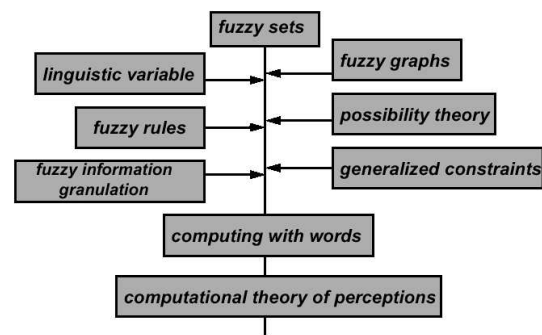 fuzzy sets
linguistic variable
fuzzy graphs
fuzzy rules
possibility theory
fuzzy information
granulation
generalized constraints
computing with words
computational theory of perceptions